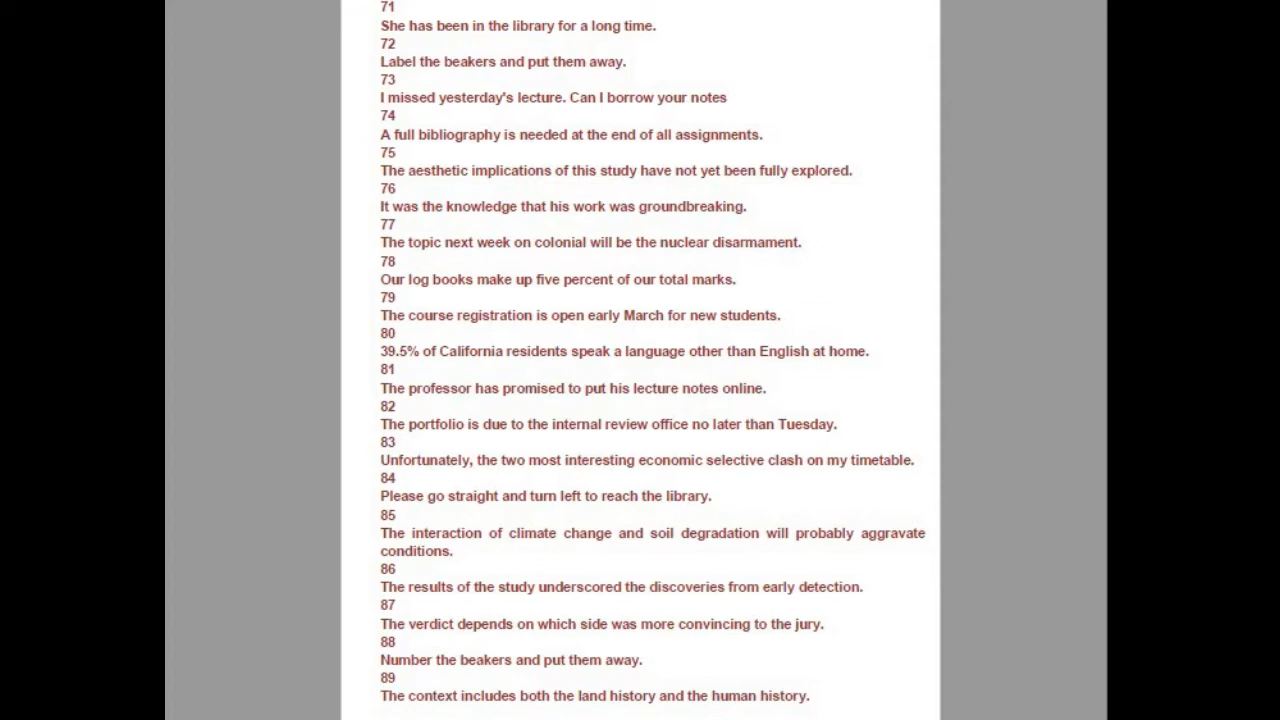 71
She has been in the library for a long time.
72
Label the beakers and put them away.
73
I missed yesterday's lecture. Can I borrow your notes
74
A full bibliography is needed at the end of all assignments.
75
The aesthetic implications of this study have not yet been fully explored.
76
It was the knowledge that his work was groundbreaking.
77
The topic next week on colonial will be the nuclear disarmament.
78
Our log books make up five percent of our total marks.
79
The course registration is open early March for new students.
80
39.5% of California residents speak a language other than English at home.
81
The professor has promised to put his lecture notes online.
82
The portfolio is due to the internal review office no later than Tuesday.
83
Unfortunately, the two most interesting economic selective clash on my timetable.
84
Please go straight and turn left to reach the library.
85
The interaction of climate change and soil degradation will probably aggravate
conditions.
86
The results of the study underscored the discoveries from early detection.
87
The verdict depends on which side was more convincing to the jury.
88
Number the beakers and put them away.
89
The context includes both the land history and the human history.